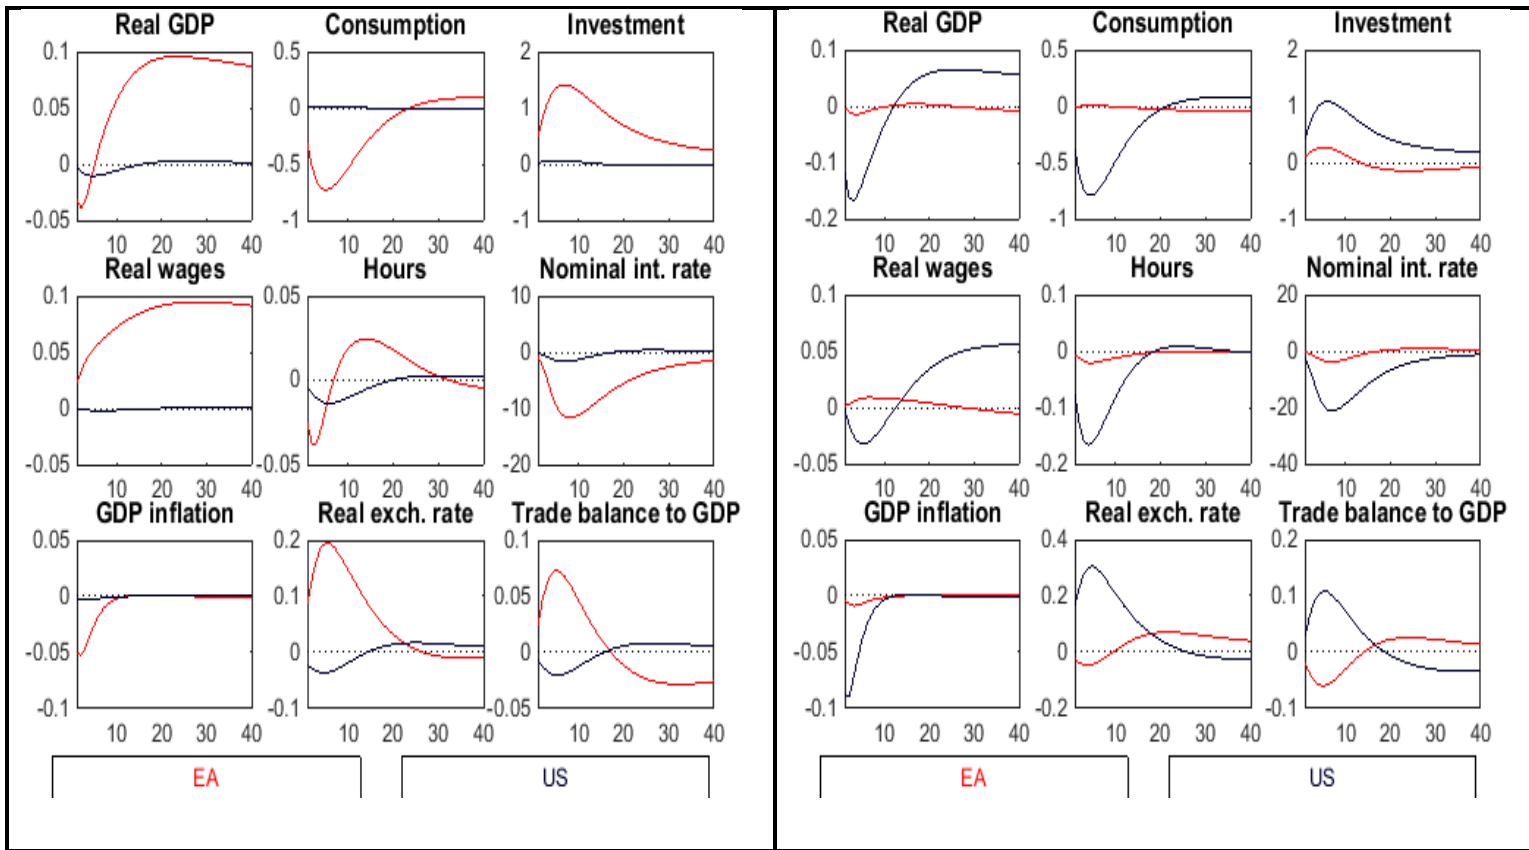 Real GDP Consumption Investment
0.1 0.5 2
0.05 0 1
0 -0.5 0
-0.05 -1 -1
10 20 30 40 10 20 30 40 10 20 30 40
Real wages Hours Nominal int. rate
0.1 0.05 10
0.05 0 0
0 -10
-0.05 -0.05 -20
10 20 30 40 10 20 30 40 10 20 30 40
GDP inflation Real exch. rate Trade balance to GDP
0.05 0.2 0.1
0 0.1 0.05
-0.05 0 0
-0.1 -0.1 -0.05
10 20 30 40 10 20 30 40 10 20 30 40
EA US
Real GDP Consumption Investment
0.1 0.5 2
0 0 1
-0.1 -0.5 0
-0.2 -1 -1
10 20 30 40 10 20 30 40 10 20 30 40
Real wages Hours Nominal int. rate
0.1 0.1 20
0.05 0 0
0 -0.1 -20
-0.05 -0.2 -40
10 20 30 40 10 20 30 40 10 20 30 40
GDP inflation Real exch. rate Trade balance to GDP
0.05 0.4 0.2
0 0.2 0.1
-0.05 0 0
-0.1 -0.2 -0.1
10 20 30 40 10 20 30 40 10 20 30 40
EA US